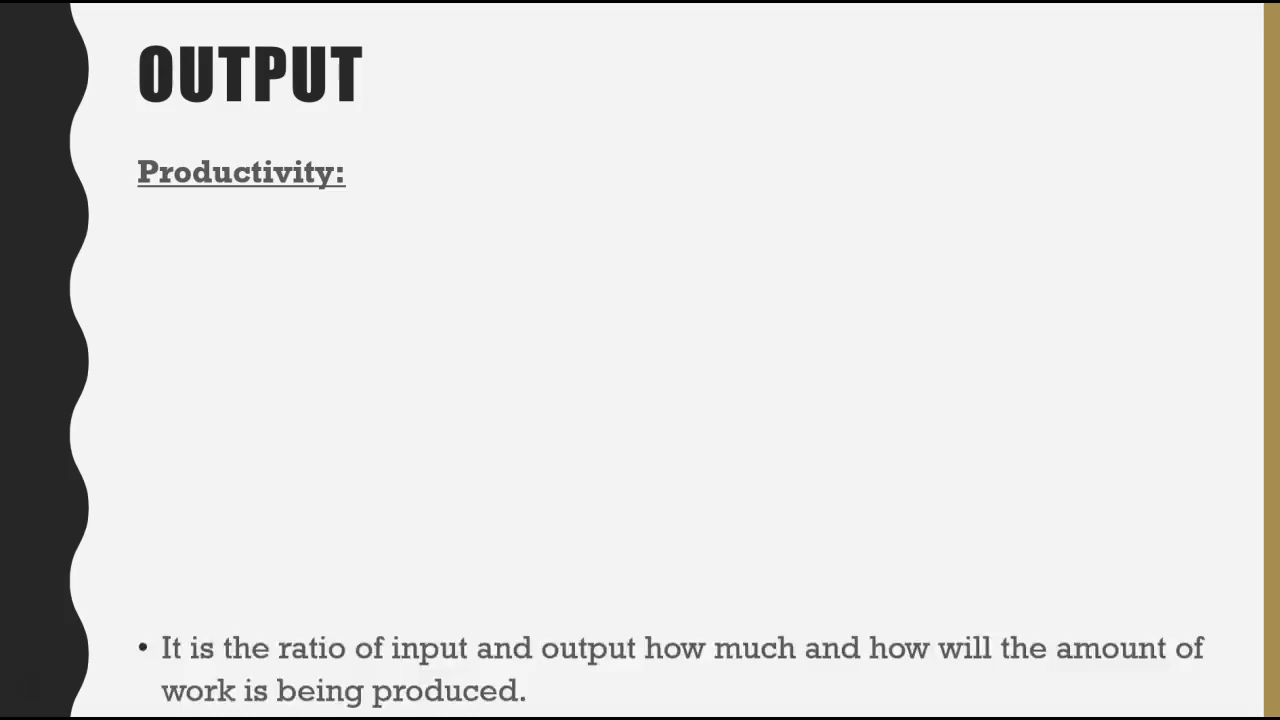 OUTPUT
Productivity:
• It is the ratio of input and output how much and how will the amount of
work is being produced.